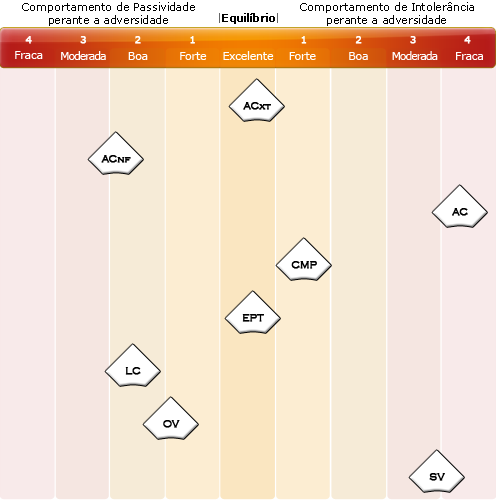 Comportamento de Passividade
perante a adversidade
|Equilíbrio|
Comportamento de Intolerância
perante a adversidade
4 3 2 1 1 2 3 4
Fraca Moderada Boa Forte Excelente Forte Boa Moderada Fraca
ACXT
ACNF
AC
CMP
EPT
LC
OV
SV